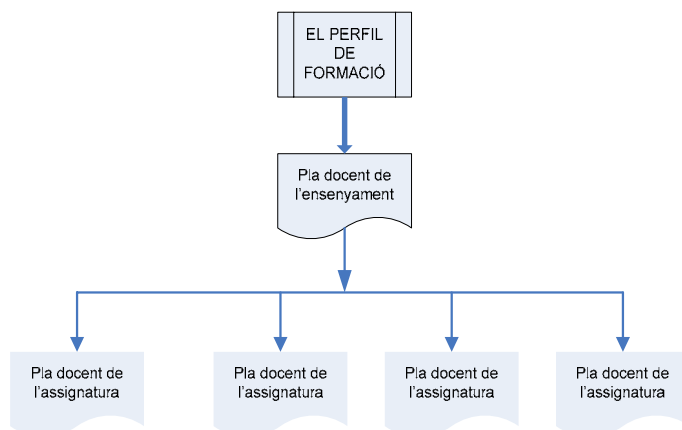 EL PERFIL
DE
FORMACIÓ
Pla docent de
l'ensenyament
Pla docent de
l'assignatura
Pla docent de
l'assignatura
Pla docent de
l'assignatura
Pla docent de
l'assignatura